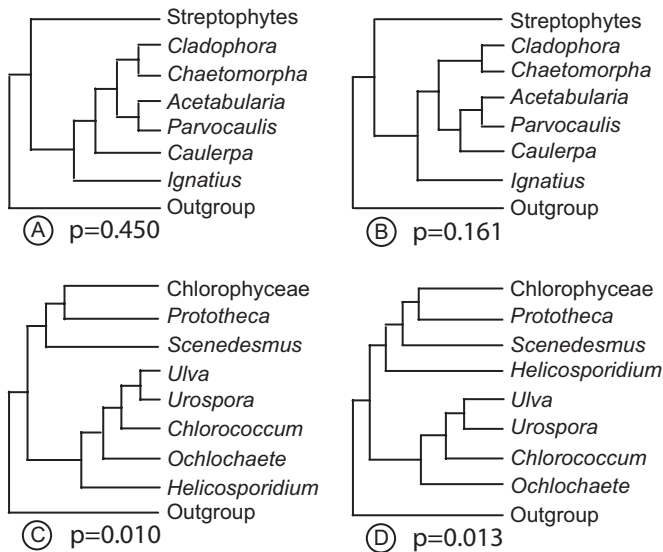 Streptophytes
Cladophora
Chaetomorpha
Acetabularia
Parvocaulis
Caulerpa
Ignatius
Outgroup
A p=0.450
Streptophytes
Cladophora
Chaetomorpha
Acetabularia
Parvocaulis
Caulerpa
Ignatius
Outgroup
B p=0.161
Chlorophyceae
Prototheca
Scenedesmus
Ulva
Urospora
Chlorococcum
Ochlochaete
Helicosporidium
Outgroup
C p=0.010
Chlorophyceae
Prototheca
Scenedesmus
Helicosporidium
Ulva
Urospora
Chlorococcum
Ochlochaete
Outgroup
D p=0.013